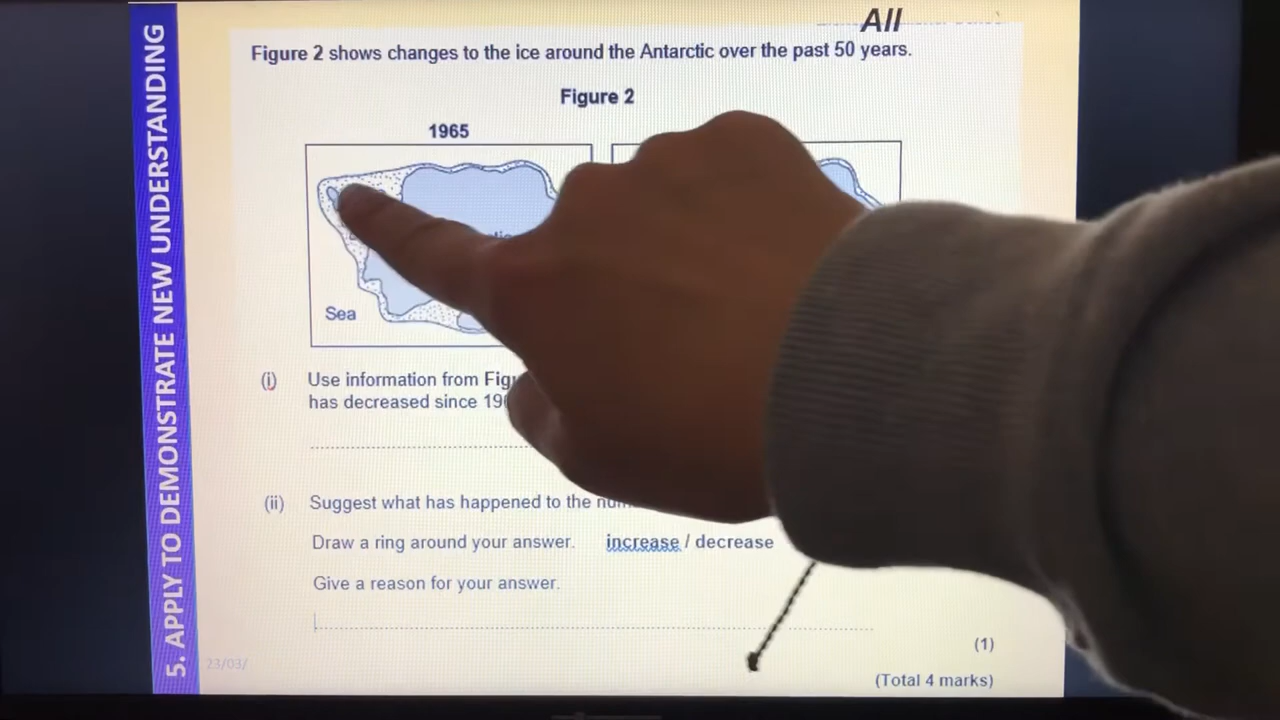 All
5. APPLY TO DEMONSTRATE NEW UNDERSTANDING
Figure 2 shows changes to the ice around the Antarctic over the past 50 years.
Figure 2
1965
Sea
(i) Use information from
has decreased since
(ii) Suggest what has happened to the
Draw a ring around your answer. increase / decrease
Give a reason for your answer.
(1)
23/03/
(Total 4 marks)